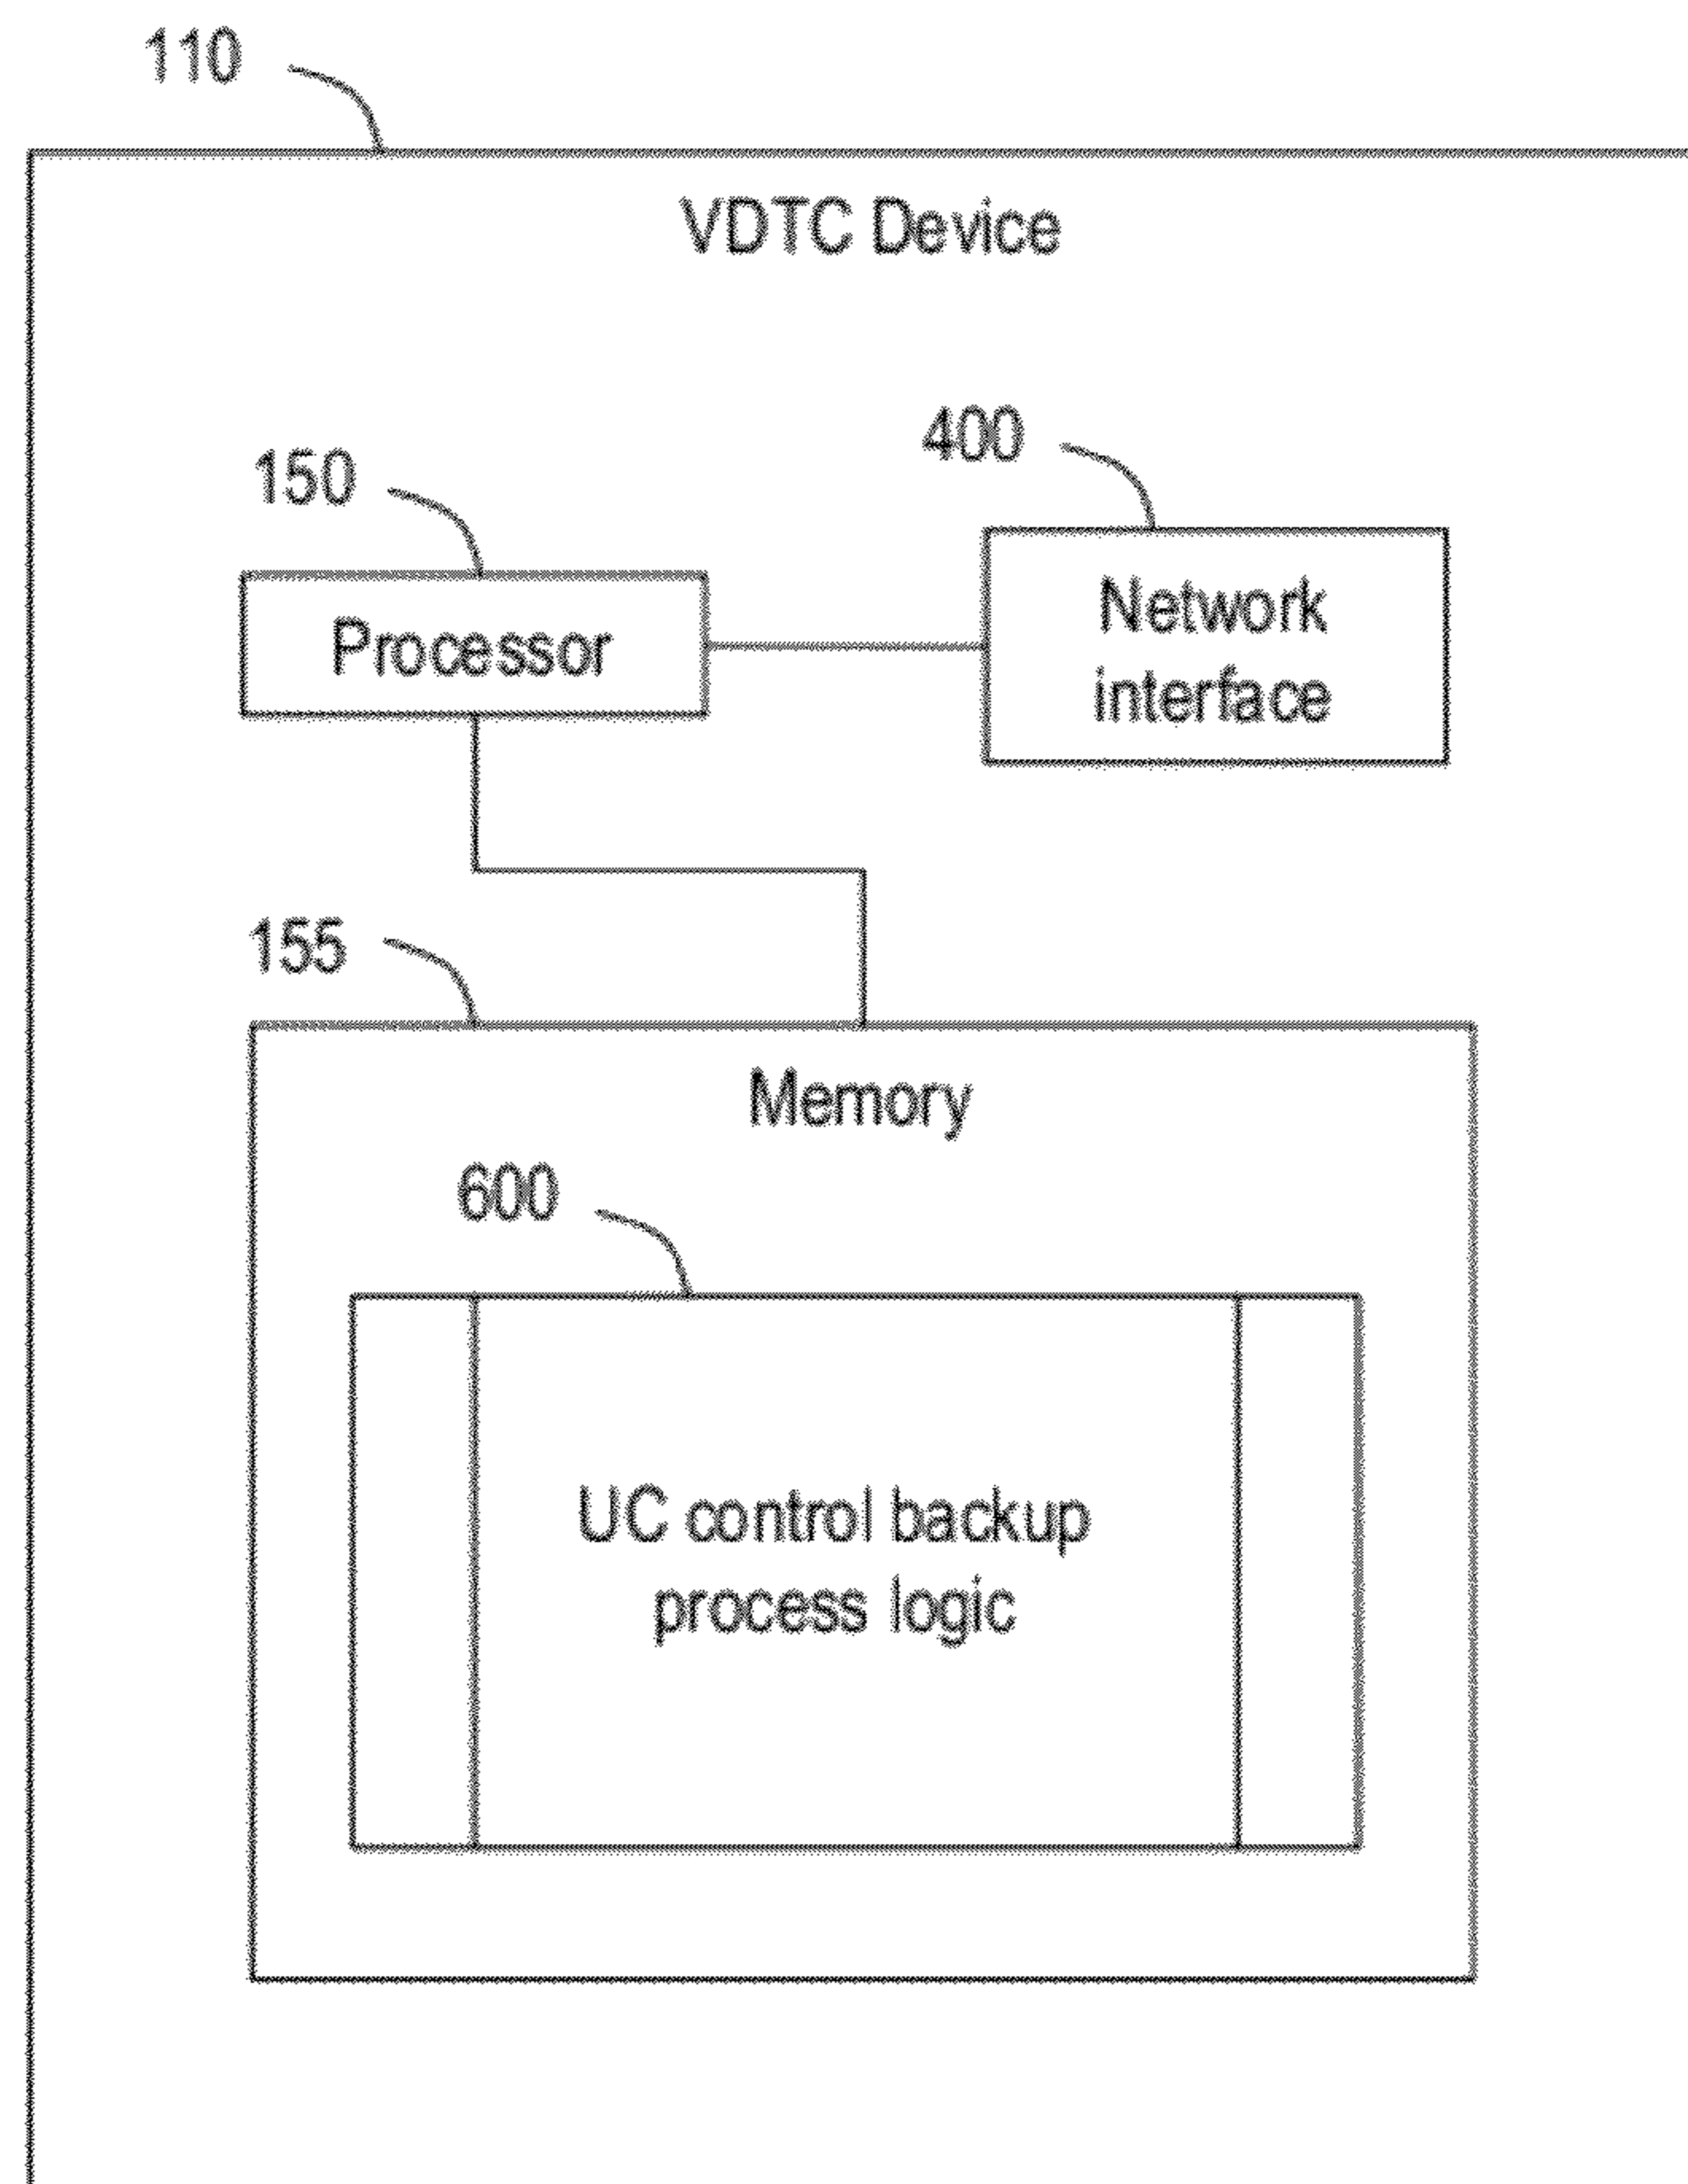 110
VDTC Device
400
150
Network
interface
Processor
155
Memory
600
UC control backup
process logic